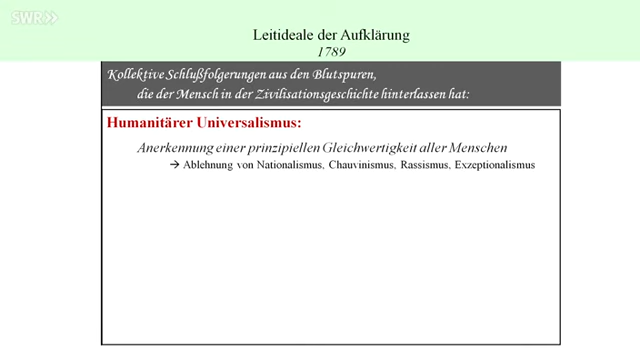 SWR»
Leitideale der Aufklärung
1789
Kollektive Schlußfolgerungen aus den Blutspuren,
die der Mensch in der Zivilisationsgeschichte hinterlassen hat:
Humanitärer Universalismus:
Anerkennung einer prinzipiellen Gleichwertigkeit aller Menschen
→ Ablehnung von Nationalismus, Chauvinismus, Rassismus, Exzeptionalismus